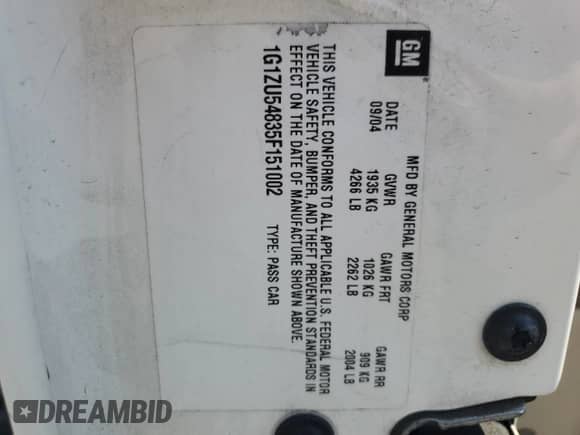 GM
MFD BY GENERAL MOTORS CORP
DATE GVWR GAWR FRT GAWR RR
09/04 1935 KG 1026 KG 909 KG
4266 LB 2262 LB 2004 LB
THIS VEHICLE CONFORMS TO ALL APPLICABLE U.S. FEDERAL MOTOR
VEHICLE SAFETY, BUMPER, AND THEFT PREVENTION STANDARDS IN
EFFECT ON THE DATE OF MANUFACTURE SHOWN ABOVE.
1G1ZU54835F151002 TYPE: PASS CAR
DREAMBID